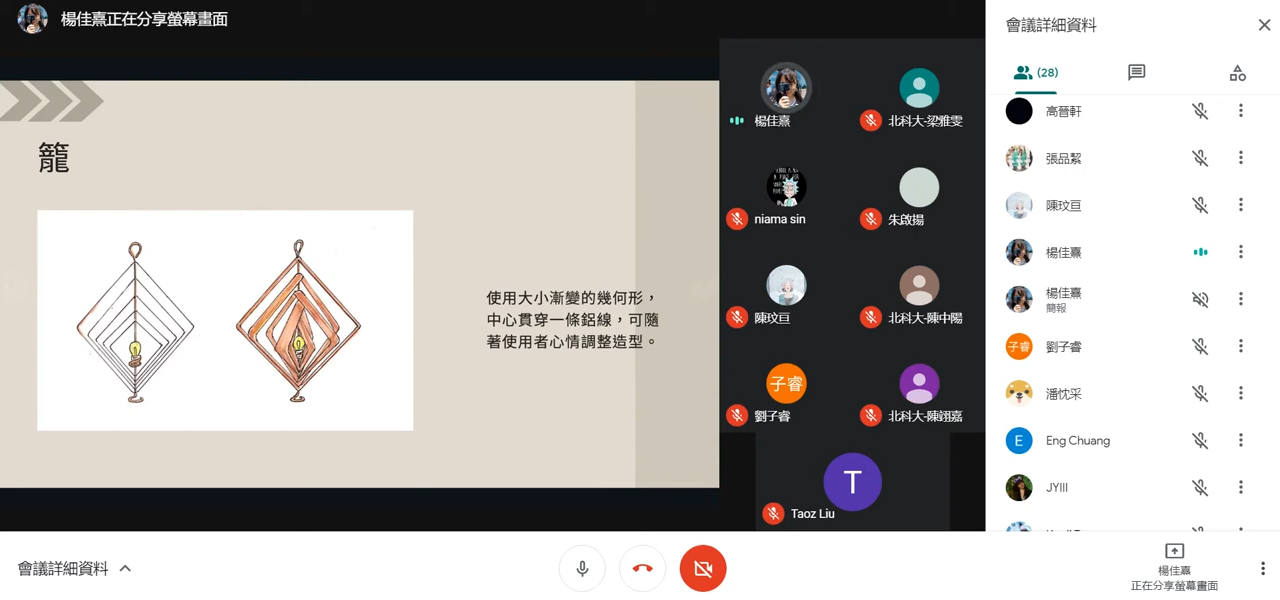 楊佳熹正在分享螢幕畫面
籠
使用大小漸變的幾何形，
中心貫穿一條鋁線，可隨
著使用者心情調整造型。
楊佳熹
北科大-梁雅雯
niama sin
朱啟揚
陳玟亘
北科大-陳中陽
子睿
劉子睿
北科大-陳翊嘉
T
Taoz Liu
會議詳細資料
(28)
高晉軒
張品絜
陳玟亘
楊佳熹
楊佳熹
簡報
子睿
劉子睿
潘忱采
E
Eng Chuang
JYIII
會議詳細資料
楊佳熹
正在分享螢幕畫面